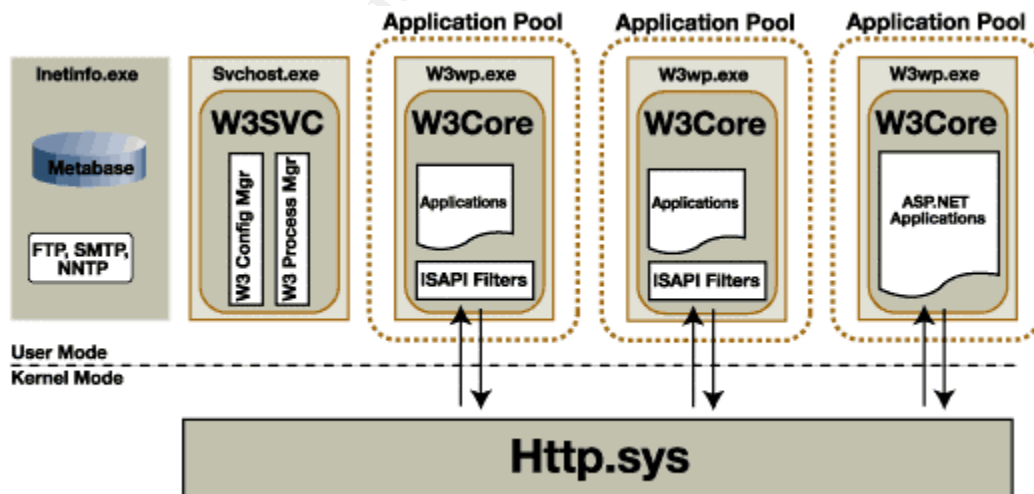 Application Pool
Application Pool
Application Pool
Inetinfo.exe
Svchost.exe
W3wp.exe
W3wp.exe
W3wp.exe
W3SVC
W3Core
W3Core
W3Core
Metabase
W3 Config Mgr
W3 Process Mgr
Applications
Applications
ASP.NET
Applications
FTP, SMTP,
NNTP
ISAPI Filters
ISAPI Filters
User Mode
Kernel Mode
Http.sys